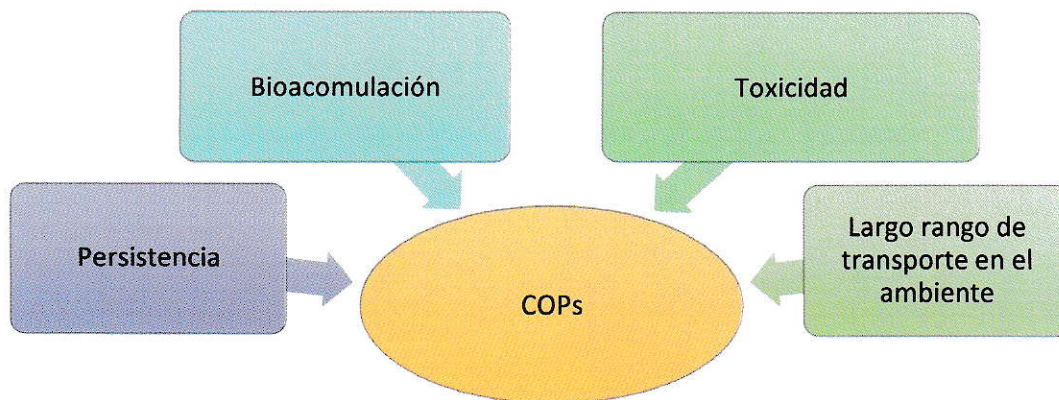 Bioacomulación
Toxicidad
Persistencia
Largo rango de
transporte en el
ambiente
COPs